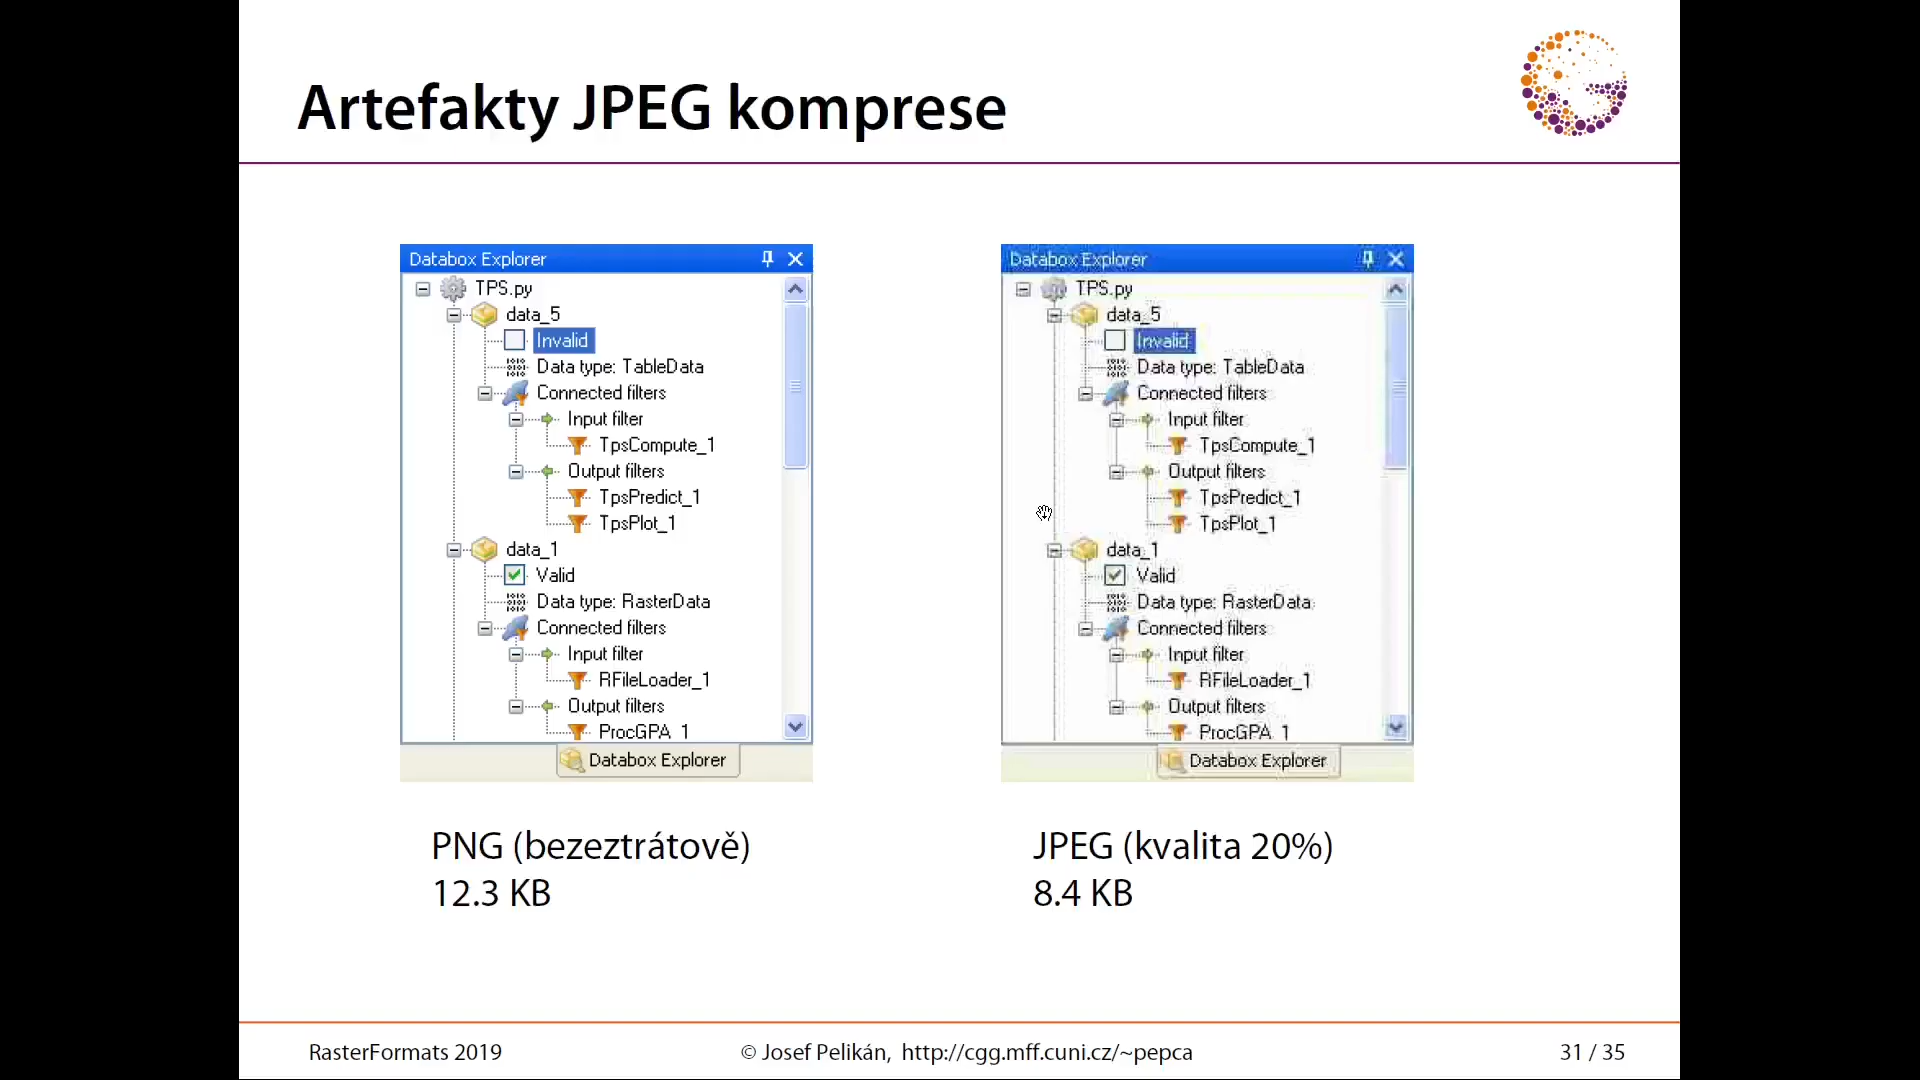 Artefakty JPEG komprese
Databox Explorer
TPS.py
data_5
Invalid
Data type: TableData
Connected filters
Input filter
TpsCompute_1
Output filters
TpsPredict_1
TpsPlot_1
data_1
Valid
Data type: RasterData
Connected filters
Input filter
RFileLoader_1
Output filters
ProcGPA_1
Databox Explorer
PNG (bezeztrátově)
12.3 KB
Databox Explorer
TPS.py
data_5
Invalid
Data type: TableData
Connected filters
Input filter
TpsCompute_1
Output filters
TpsPredict_1
TpsPlot_1
data_1
Valid
Data type: RasterData
Connected filters
Input filter
RFileLoader_1
Output filters
ProcGPA_1
Databox Explorer
JPEG (kvalita 20%)
8.4 KB
RasterFormats 2019
© Josef Pelikán, http://cgg.mff.cuni.cz/~pepca
31 / 35